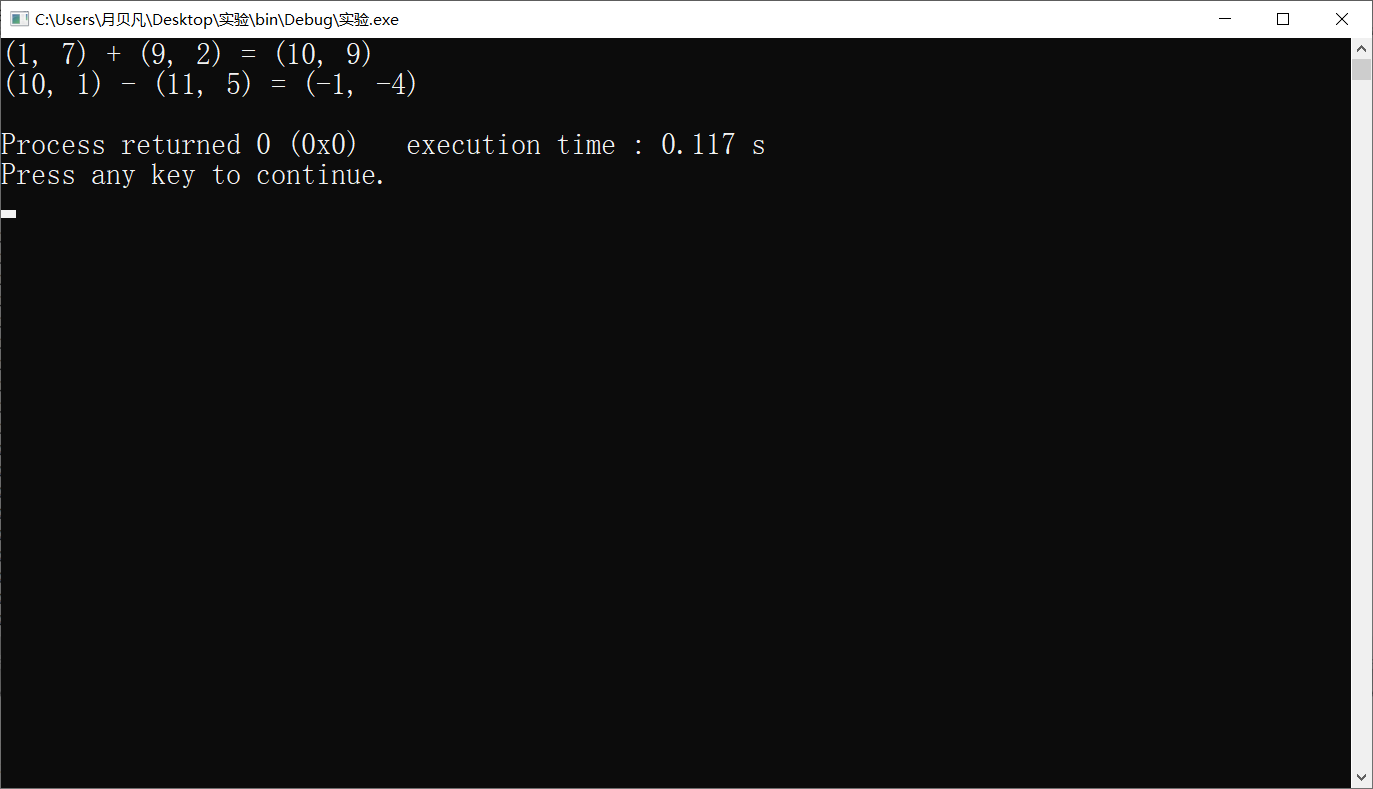 C:\Users\月贝凡\Desktop\实验\bin\Debug\实验.exe
(1, 7) + (9, 2) = (10, 9)
(10, 1) - (11, 5) = (-1, -4)
Process returned 0 (0x0)   execution time : 0.117 s
Press any key to continue.